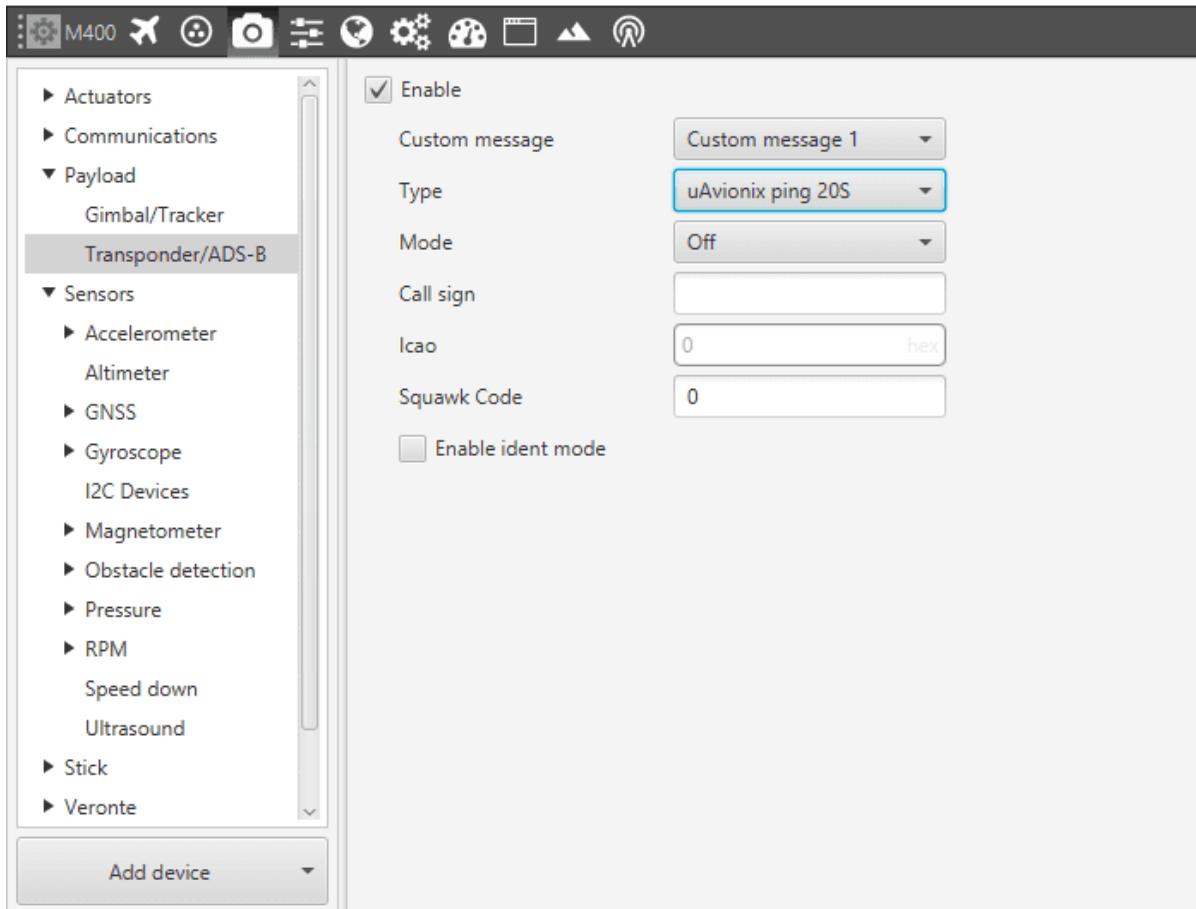 M400
Actuators
Communications
Payload
Gimbal/Tracker
Transponder/ADS-B
Sensors
Accelerometer
Altimeter
GNSS
Gyroscope
I2C Devices
Magnetometer
Obstacle detection
Pressure
RPM
Speed down
Ultrasound
Stick
Veronte
Add device
Enable
Custom message Custom message 1
Type uAvionix ping 20S
Mode Off
Call sign
Icao 0 hex
Squawk Code 0
Enable ident mode